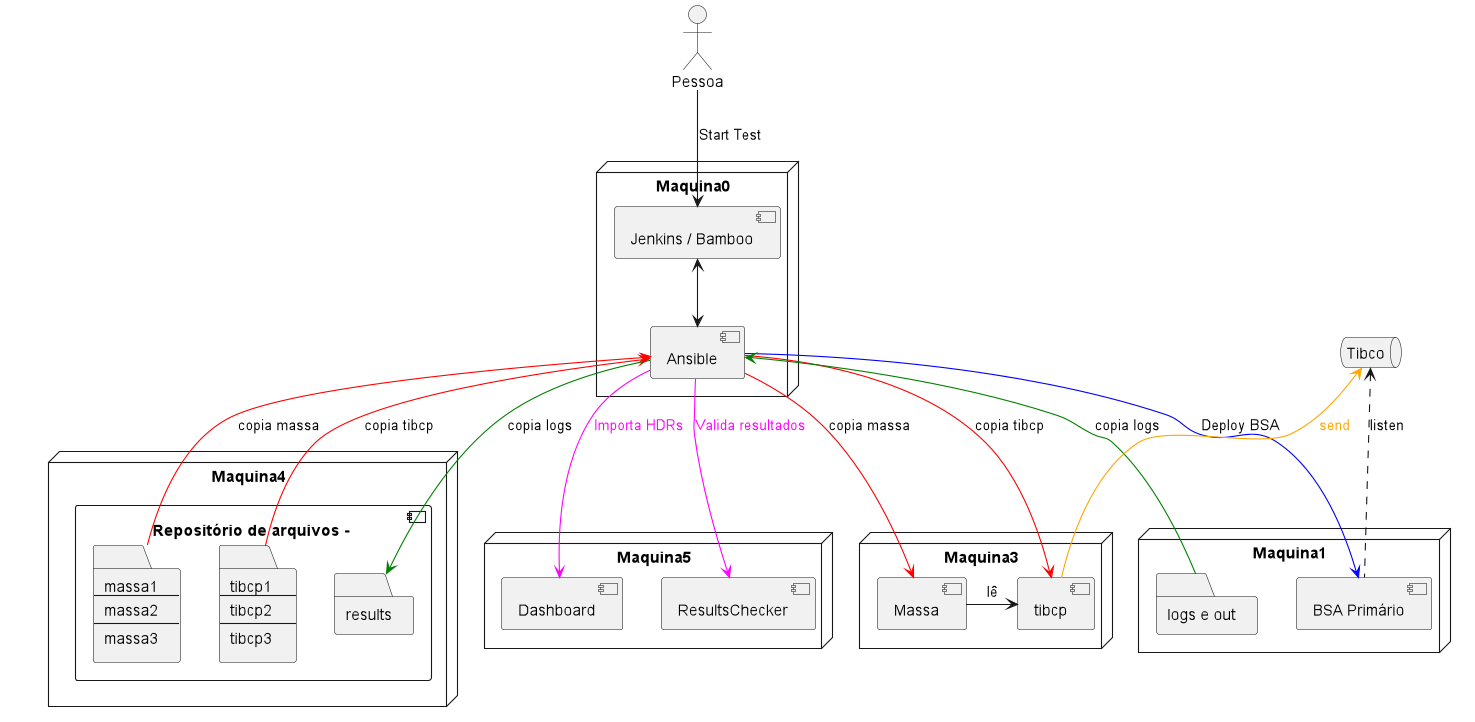 Pessoa
Start Test
Maquina0
Jenkins / Bamboo
Ansible
Tibco
copia massa
copia tibcp
copia logs
Importa HDRs
Valida resultados
copia massa
copia tibcp
copia logs
Deploy BSA
send
listen
Maquina4
Repositório de arquivos -
massa1
massa2
massa3
tibcp1
tibcp2
tibcp3
results
Maquina5
Dashboard
ResultsChecker
Maquina3
Massa
lê
tibcp
Maquina1
logs e out
BSA Primário